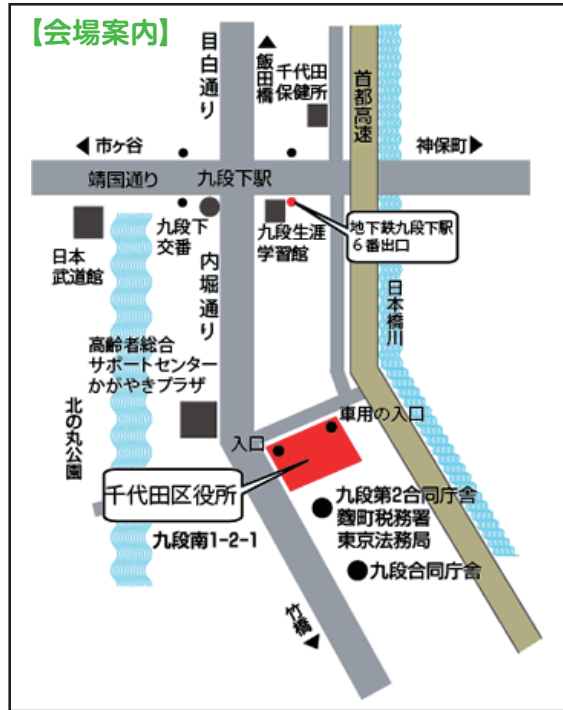 【会場案内】
目白通り
飯田橋
千代田
保健所
首都高速
市ヶ谷
神保町
靖国通り
九段下駅
日本
武道館
九段下
交番
九段生涯
学習館
地下鉄九段下駅
6番出口
内堀通り
日本橋川
高齢者総合
サポートセンター
かがやきプラザ
北の丸公園
車用の入口
入口
千代田区役所
九段南1-2-1
九段第2合同庁舎
麹町税務署
東京法務局
九段合同庁舎
竹橋